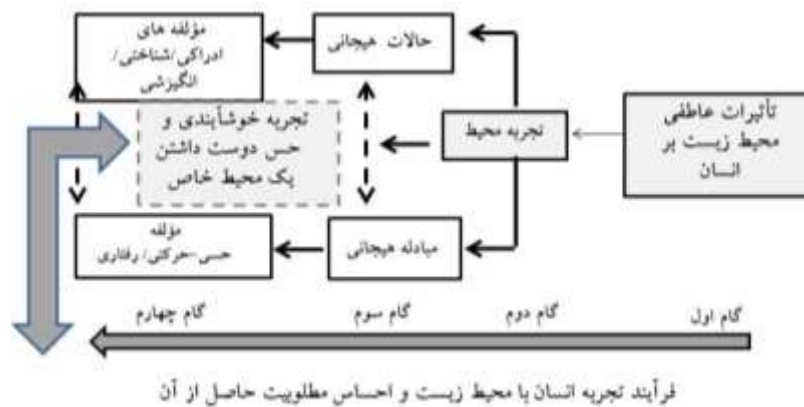 تأثیرات عاطفی
محیط زیست بر
انسان
تجربه محیط
حالات هیجانی
مبادله هیجانی
مؤلفه های
ادراکی/شناختی/
انگیزشی
تجربه خوشأیندی و
حس دوست داشتن
یک محیط خاص
مؤلفه
حسی-حرکتی/رفتاری
گام اول
گام دوم
گام سوم
گام چهارم
فرآیند تجربه انسان با محیط زیست و احساس مطلوبیت حاصل از آن